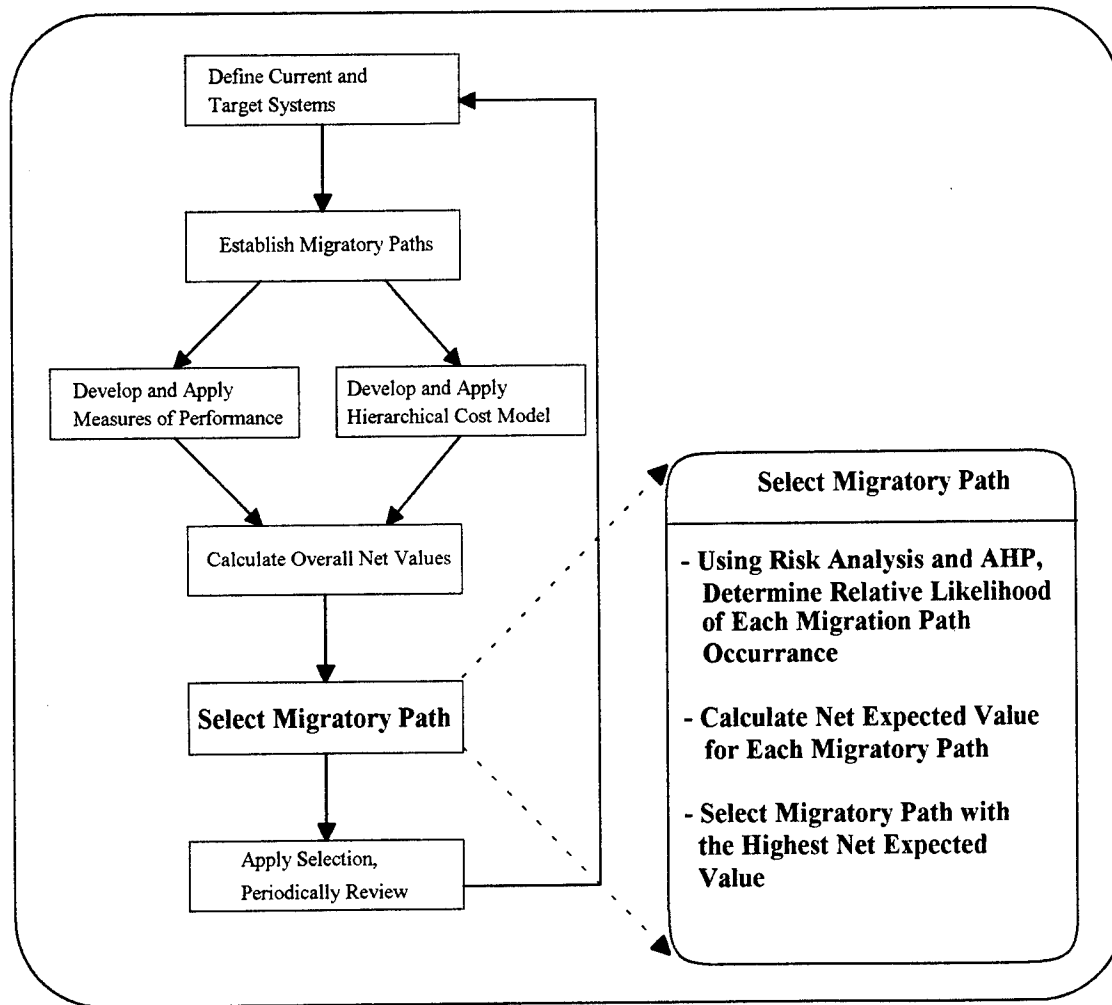 Define Current and
Target Systems
Establish Migratory Paths
Develop and Apply
Measures of Performance
Develop and Apply
Hierarchical Cost Model
Calculate Overall Net Values
Select Migratory Path
Apply Selection,
Periodically Review
Select Migratory Path
- Using Risk Analysis and AHP,
Determine Relative Likelihood
of Each Migration Path
Occurrance
- Calculate Net Expected Value
for Each Migratory Path
- Select Migratory Path with
the Highest Net Expected
Value